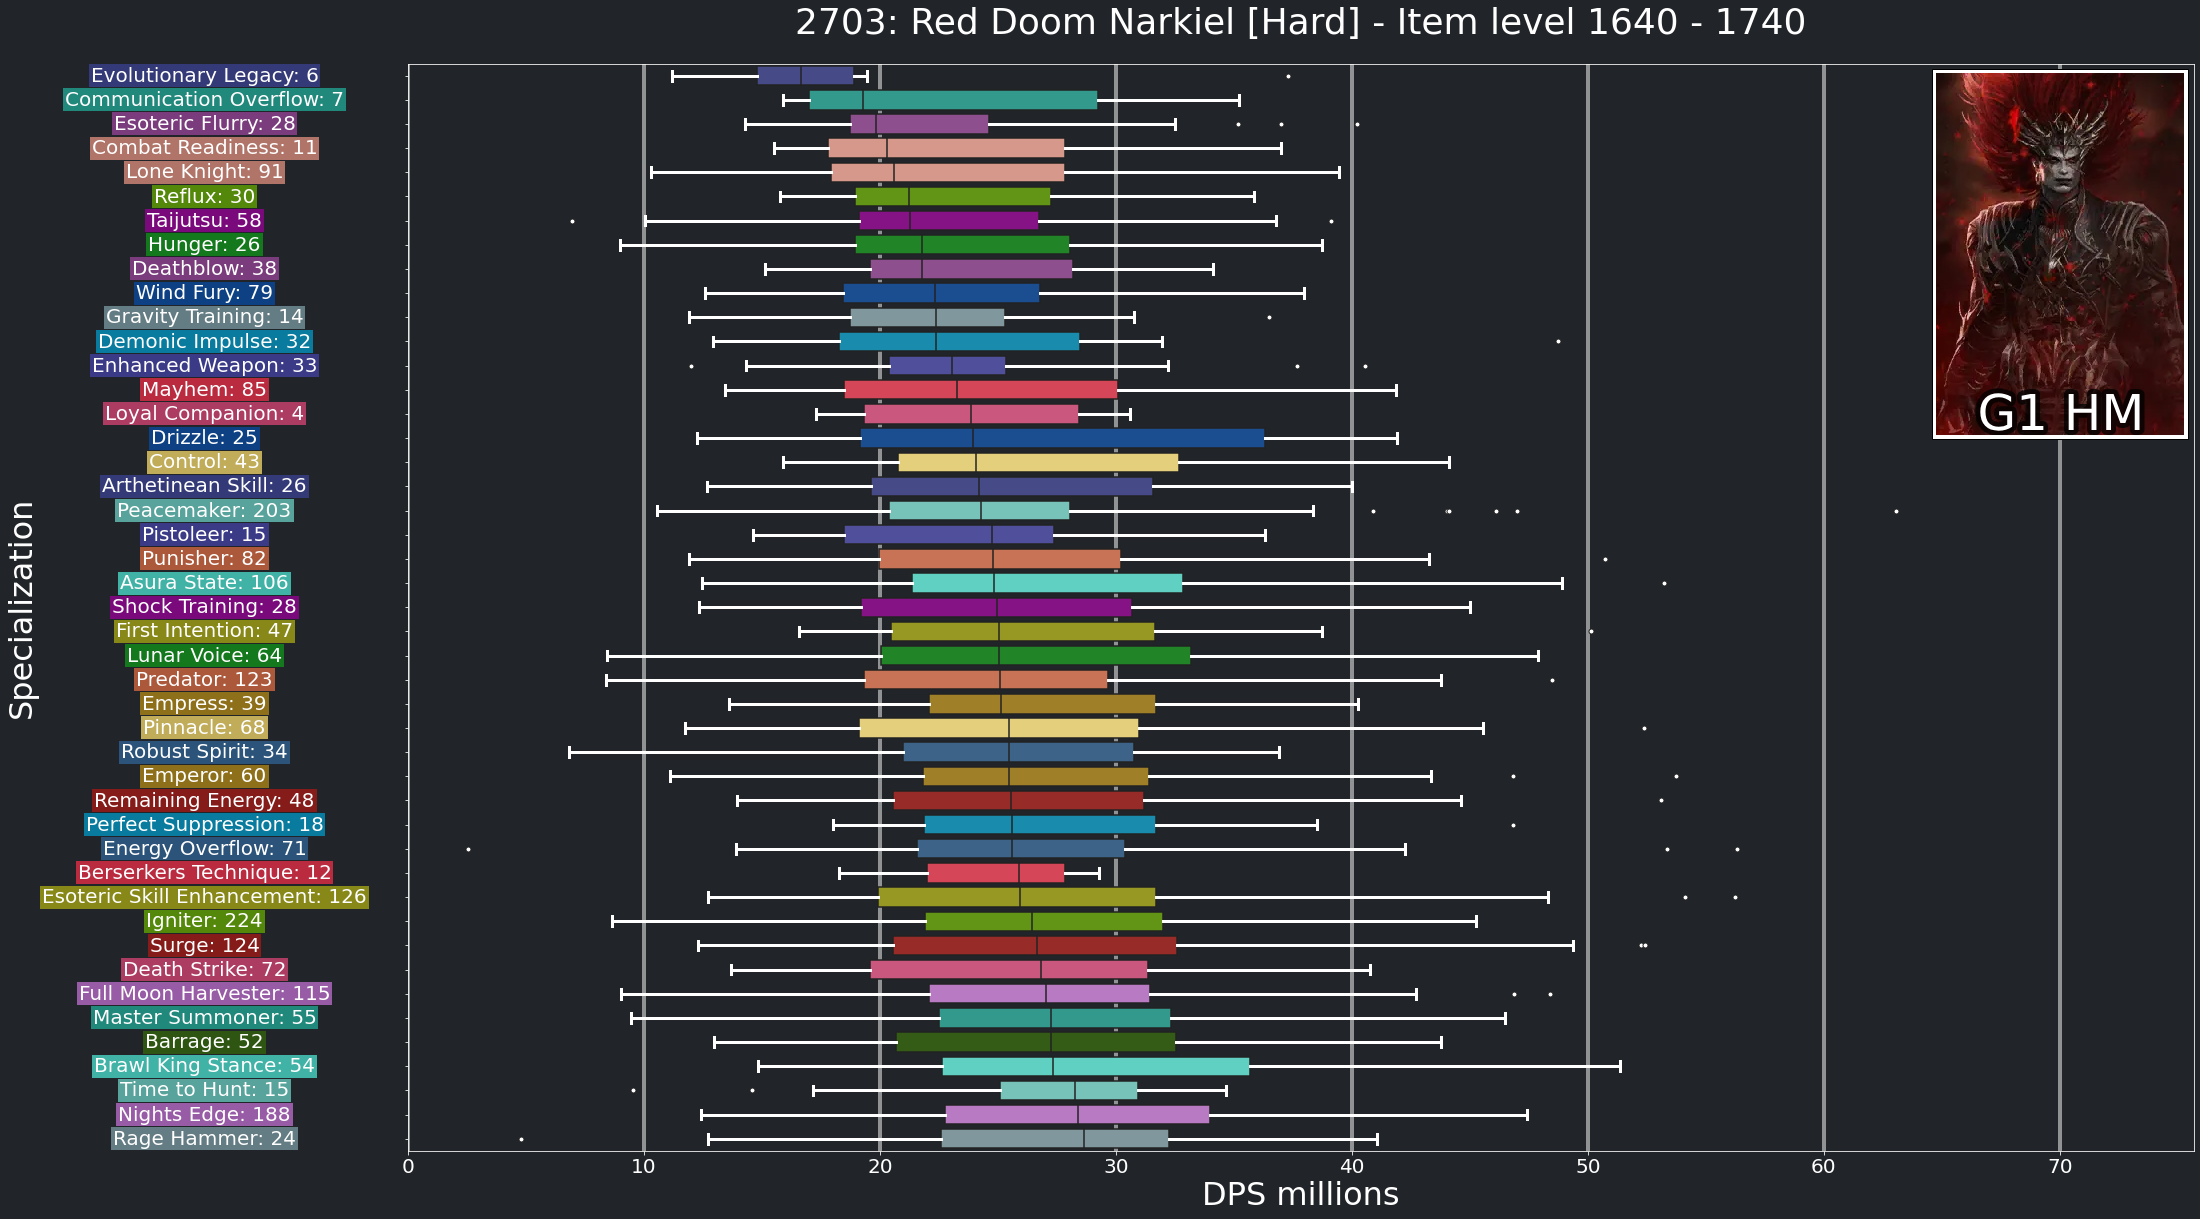 2703: Red Doom Narkiel [Hard] - Item level 1640 - 1740
Specialization
Evolutionary Legacy: 6
Communication Overflow: 7
Esoteric Flurry: 28
Combat Readiness: 11
Lone Knight: 91
Reflux: 30
Taijutsu: 58
Hunger: 26
Deathblow: 38
Wind Fury: 79
Gravity Training: 14
Demonic Impulse: 32
Enhanced Weapon: 33
Mayhem: 85
Loyal Companion: 4
Drizzle: 25
Control: 43
Arthetinean Skill: 26
Peacemaker: 203
Pistoleer: 15
Punisher: 82
Asura State: 106
Shock Training: 28
First Intention: 47
Lunar Voice: 64
Predator: 123
Empress: 39
Pinnacle: 68
Robust Spirit: 34
Emperor: 60
Remaining Energy: 48
Perfect Suppression: 18
Energy Overflow: 71
Berserkers Technique: 12
Esoteric Skill Enhancement: 126
Igniter: 224
Surge: 124
Death Strike: 72
Full Moon Harvester: 115
Master Summoner: 55
Barrage: 52
Brawl King Stance: 54
Time to Hunt: 15
Nights Edge: 188
Rage Hammer: 24
G1 HM
0 10 20 30 40 50 60 70
DPS millions